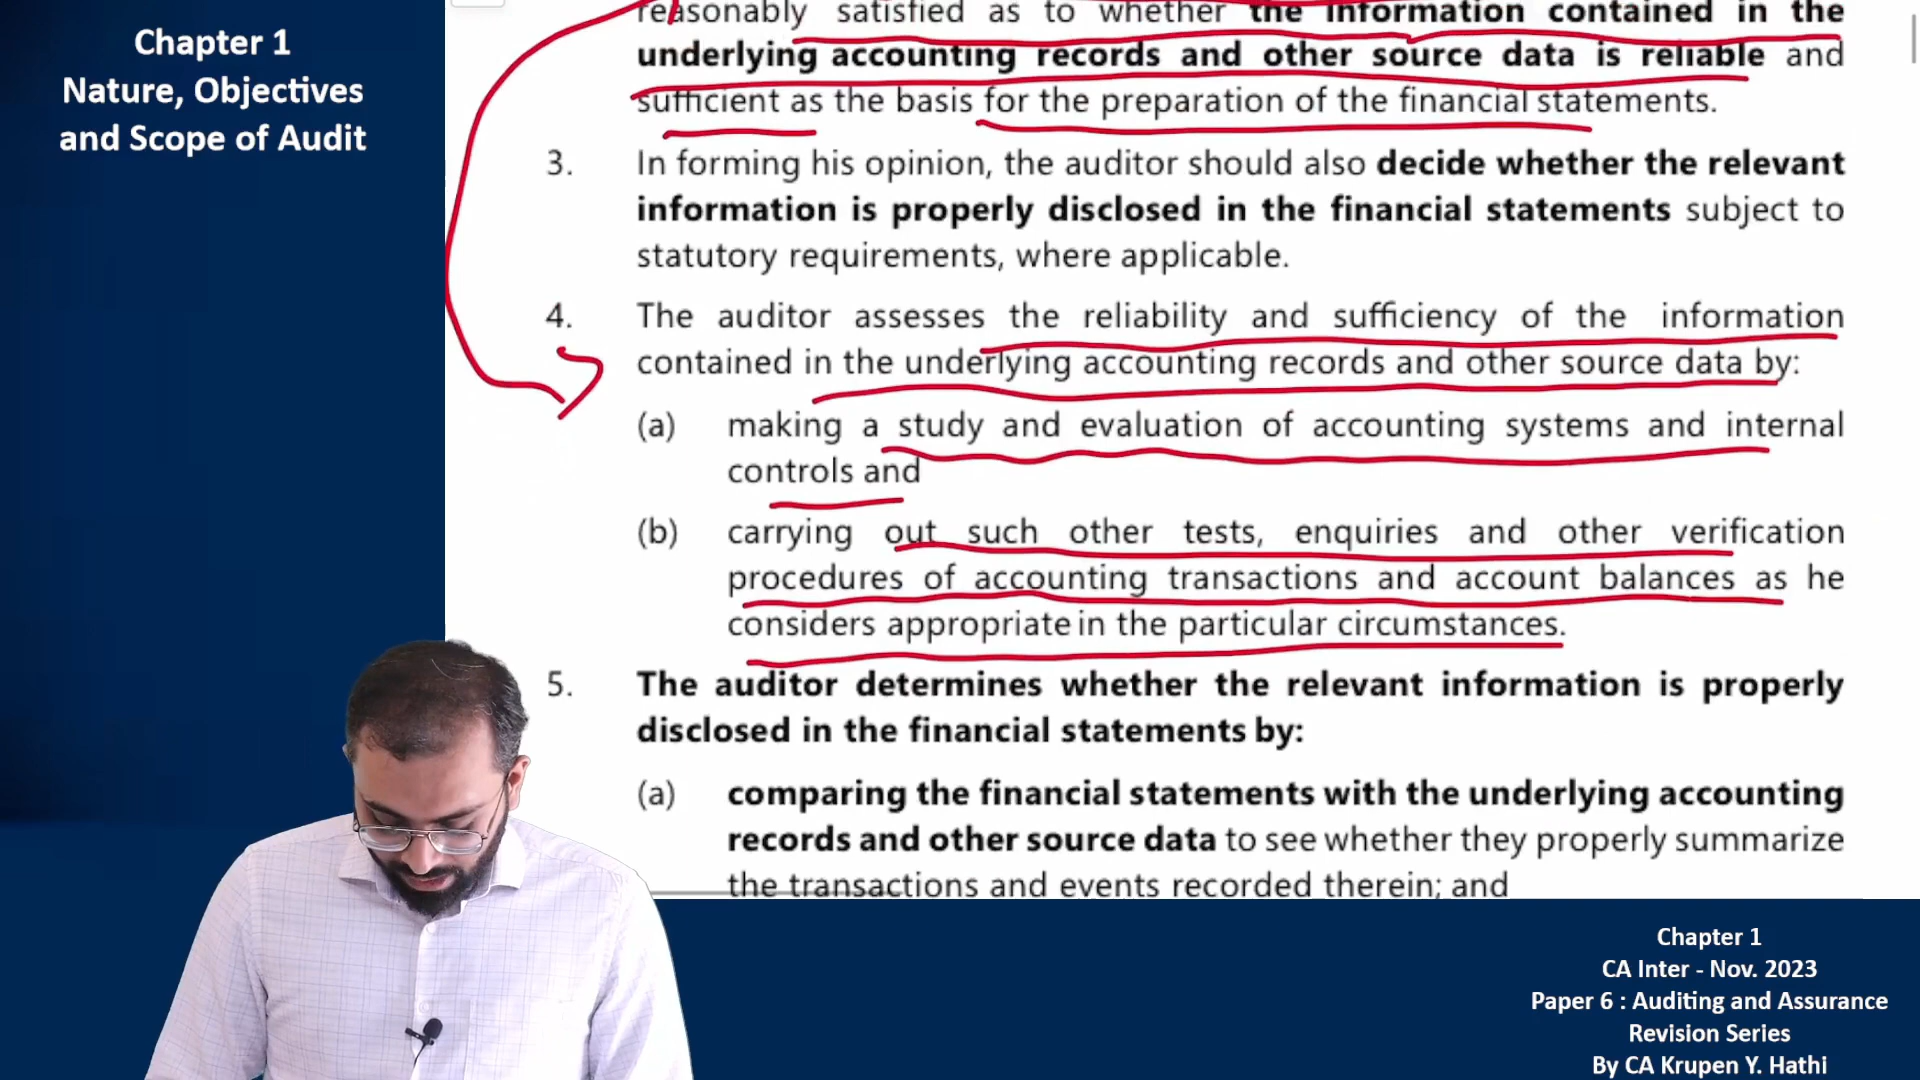 Chapter 1
Nature, Objectives
and Scope of Audit
reasonably satisfied as to whether the information contained in the
underlying accounting records and other source data is reliable and
sufficient as the basis for the preparation of the financial statements.
3. In forming his opinion, the auditor should also decide whether the relevant
information is properly disclosed in the financial statements subject to
statutory requirements, where applicable.
4. The auditor assesses the reliability and sufficiency of the information
contained in the underlying accounting records and other source data by:
(a) making a study and evaluation of accounting systems and internal
controls and
(b) carrying out such other tests, enquiries and other verification
procedures of accounting transactions and account balances as he
considers appropriate in the particular circumstances.
5. The auditor determines whether the relevant information is properly
disclosed in the financial statements by:
(a) comparing the financial statements with the underlying accounting
records and other source data to see whether they properly summarize
the transactions and events recorded therein; and
Chapter 1
CA Inter - Nov. 2023
Paper 6 : Auditing and Assurance
Revision Series
By CA Krupen Y. Hathi